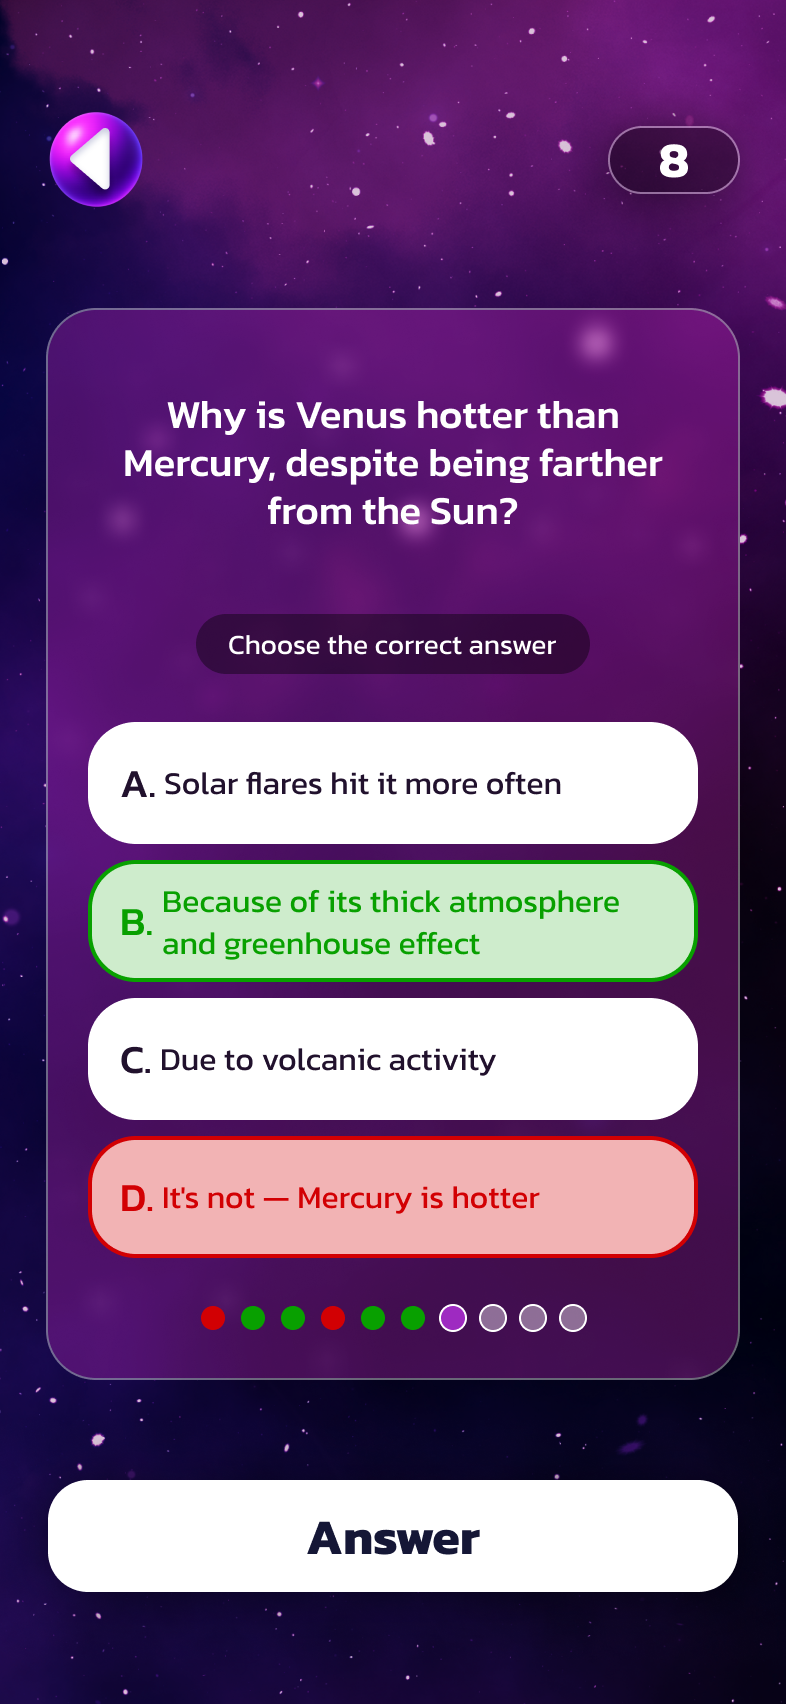 8
Why is Venus hotter than
Mercury, despite being farther
from the Sun?
Choose the correct answer
A. Solar flares hit it more often
B. Because of its thick atmosphere
and greenhouse effect
C. Due to volcanic activity
D. It's not — Mercury is hotter
Answer